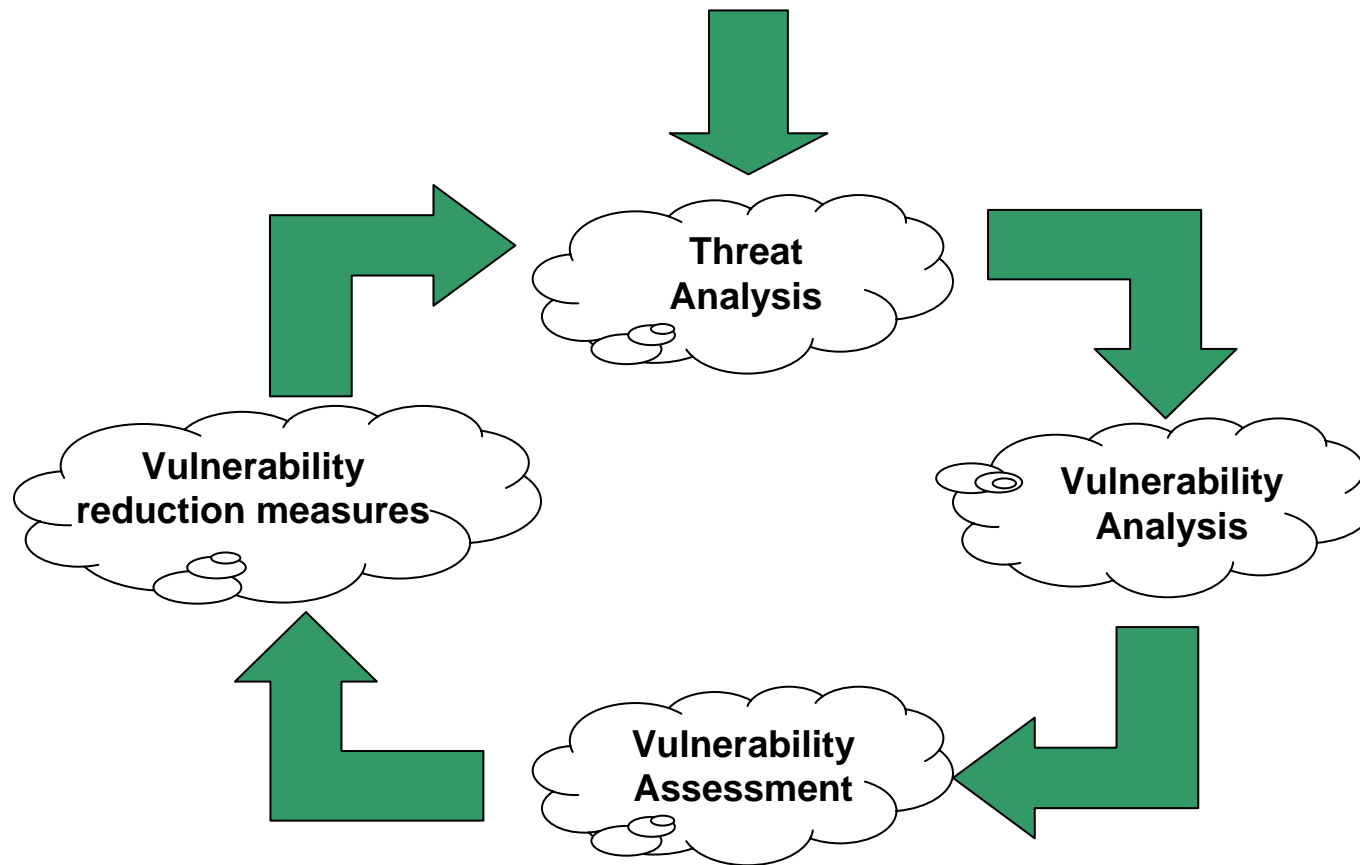 Threat
Analysis
Vulnerability
reduction measures
Vulnerability
Analysis
Vulnerability
Assessment